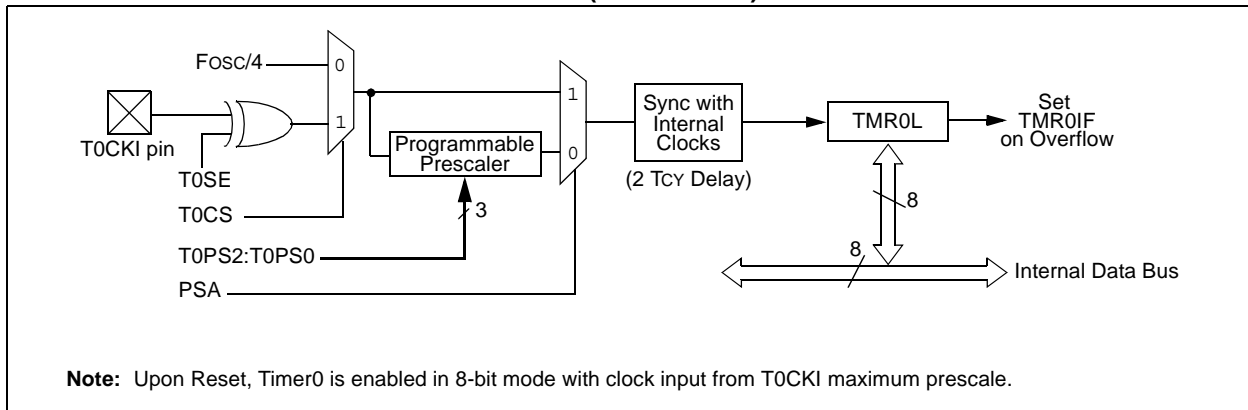 FOSC/4
0
1
T0CKI pin
T0SE
T0CS
T0PS2:T0PS0
PSA
Programmable
Prescaler
3
1
0
Sync with
Internal
Clocks
(2 TCY Delay)
TMR0L
Set
TMR0IF
on Overflow
8
8
Internal Data Bus
Note: Upon Reset, Timer0 is enabled in 8-bit mode with clock input from T0CKI maximum prescale.